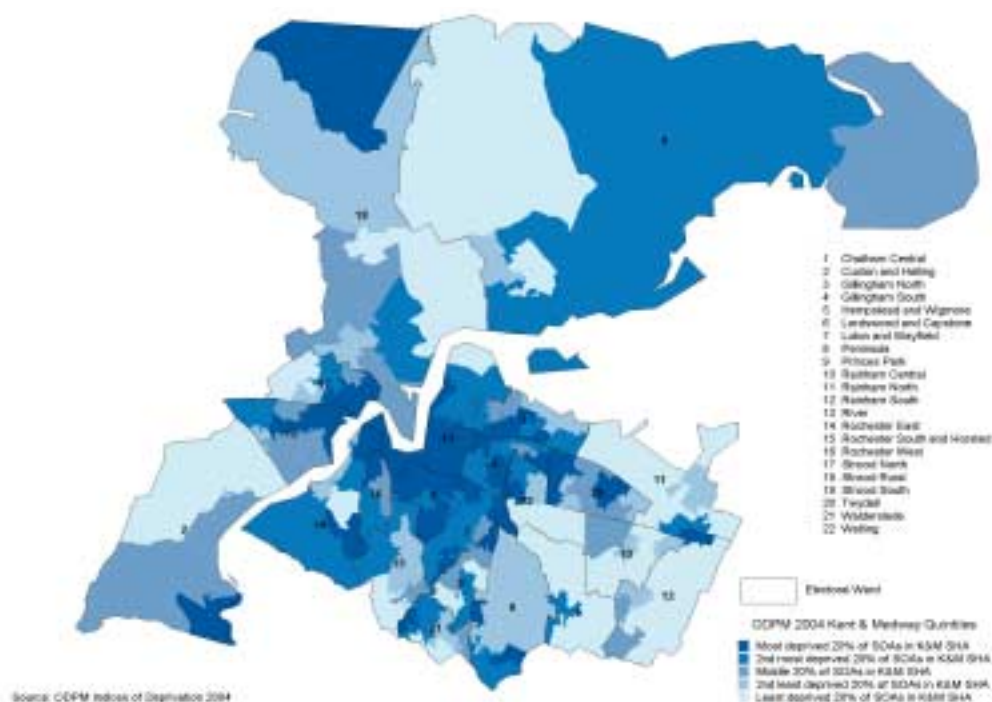 1 Chatham Central
2 Cuxton and Halling
3 Gillingham North
4 Gillingham South
5 Hempstead and Wigmore
6 Lordswood and Capstone
7 Luton and Wayfield
8 Peninsula
9 Princes Park
10 Rainham Central
11 Rainham North
12 Rainham South
13 River
14 Rochester East
15 Rochester South and Horsted
16 Rochester West
17 Strood North
18 Strood Rural
19 Strood South
20 Twydall
21 Walderslade
22 Watling
Electoral Ward
ODPM 2004 Kent & Medway Quintiles
Most deprived 20% of SOAs in K&M SHA
2nd most deprived 20% of SOAs in K&M SHA
Middle 20% of SOAs in K&M SHA
2nd least deprived 20% of SOAs in K&M SHA
Least deprived 20% of SOAs in K&M SHA
Source: ODPM Indices of Deprivation 2004